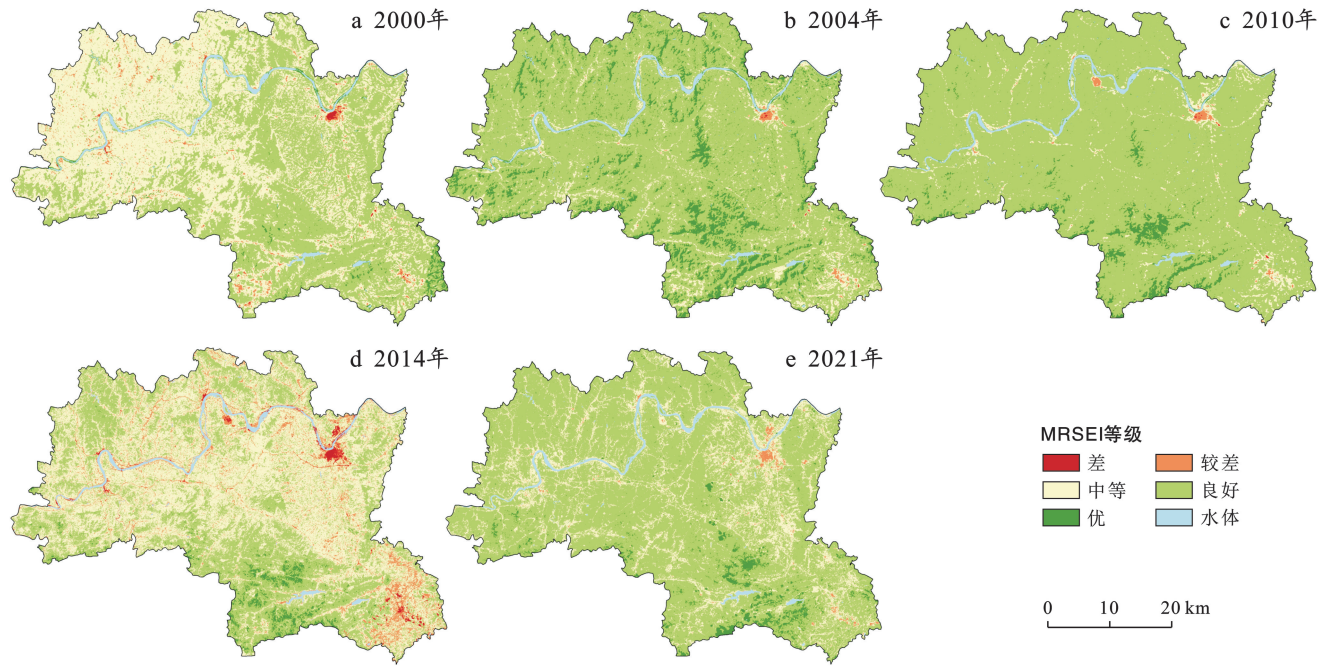 a 2000年
b 2004年
c 2010年
d 2014年
e 2021年
MRSEI等级
差
较差
中等
良好
优
水体
0 10 20 km